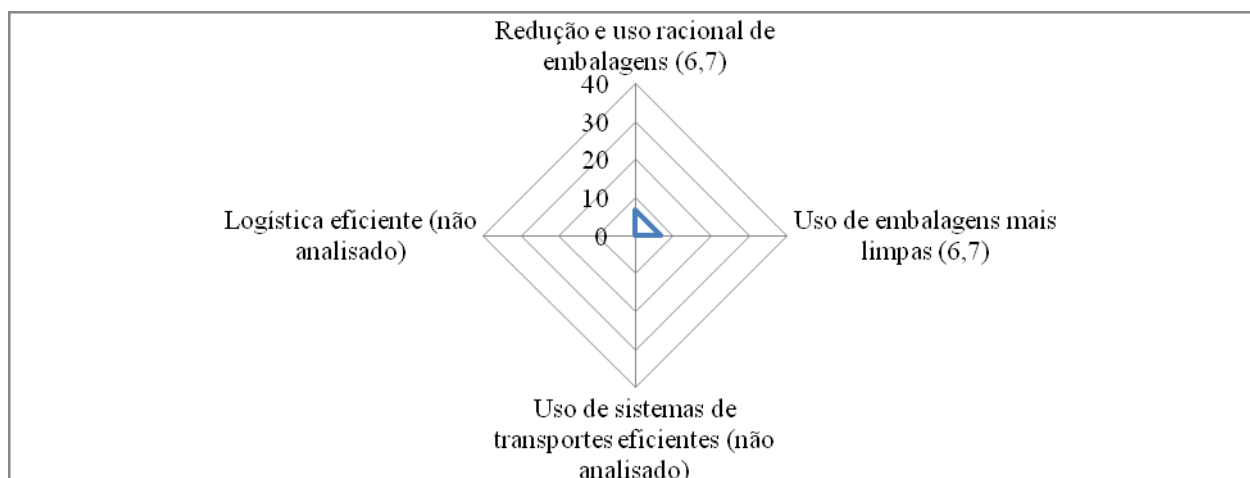 Redução e uso racional de
embalagens (6,7)
40
30
20
10
0
Logística eficiente (não
analisado)
Uso de embalagens mais
limpas (6,7)
Uso de sistemas de
transportes eficientes (não
analisado)